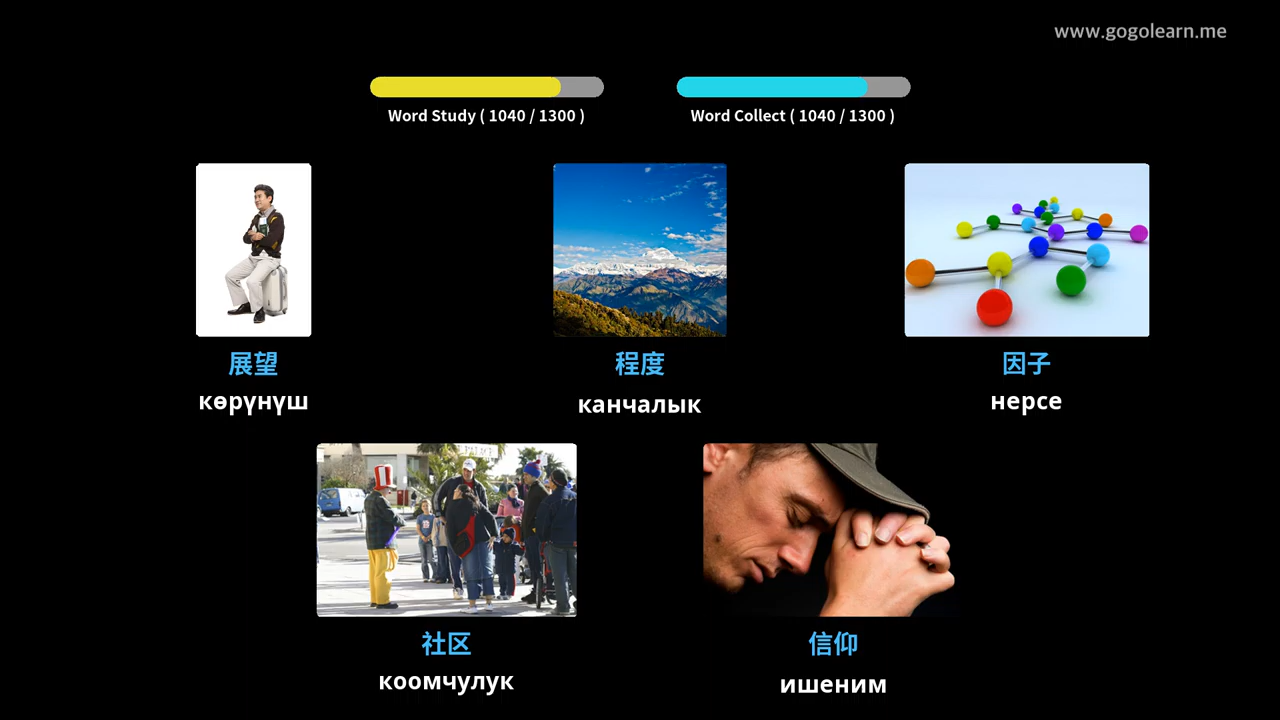 www.gogolearn.me
Word Study ( 1040 / 1300 )
Word Collect ( 1040 / 1300 )
展望
көрүнүш
程度
канчалык
因子
нерсе
社区
коомчулук
信仰
ишеним